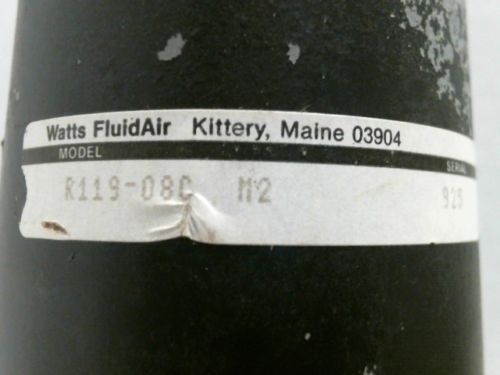 Watts FluidAir Kittery, Maine 03904
MODEL SERIAL
R119-08C M2 925